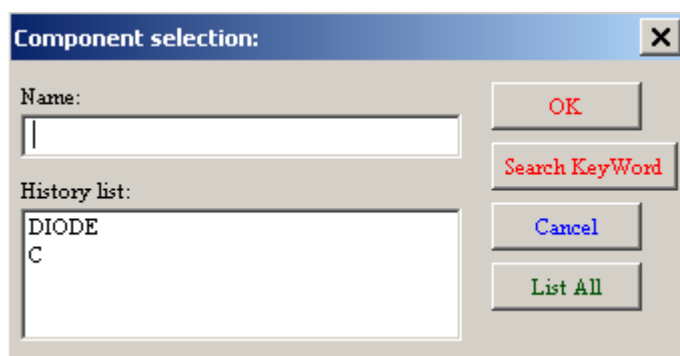 Component selection:
Name:
OK
Search KeyWord
History list:
DIODE
C
Cancel
List All